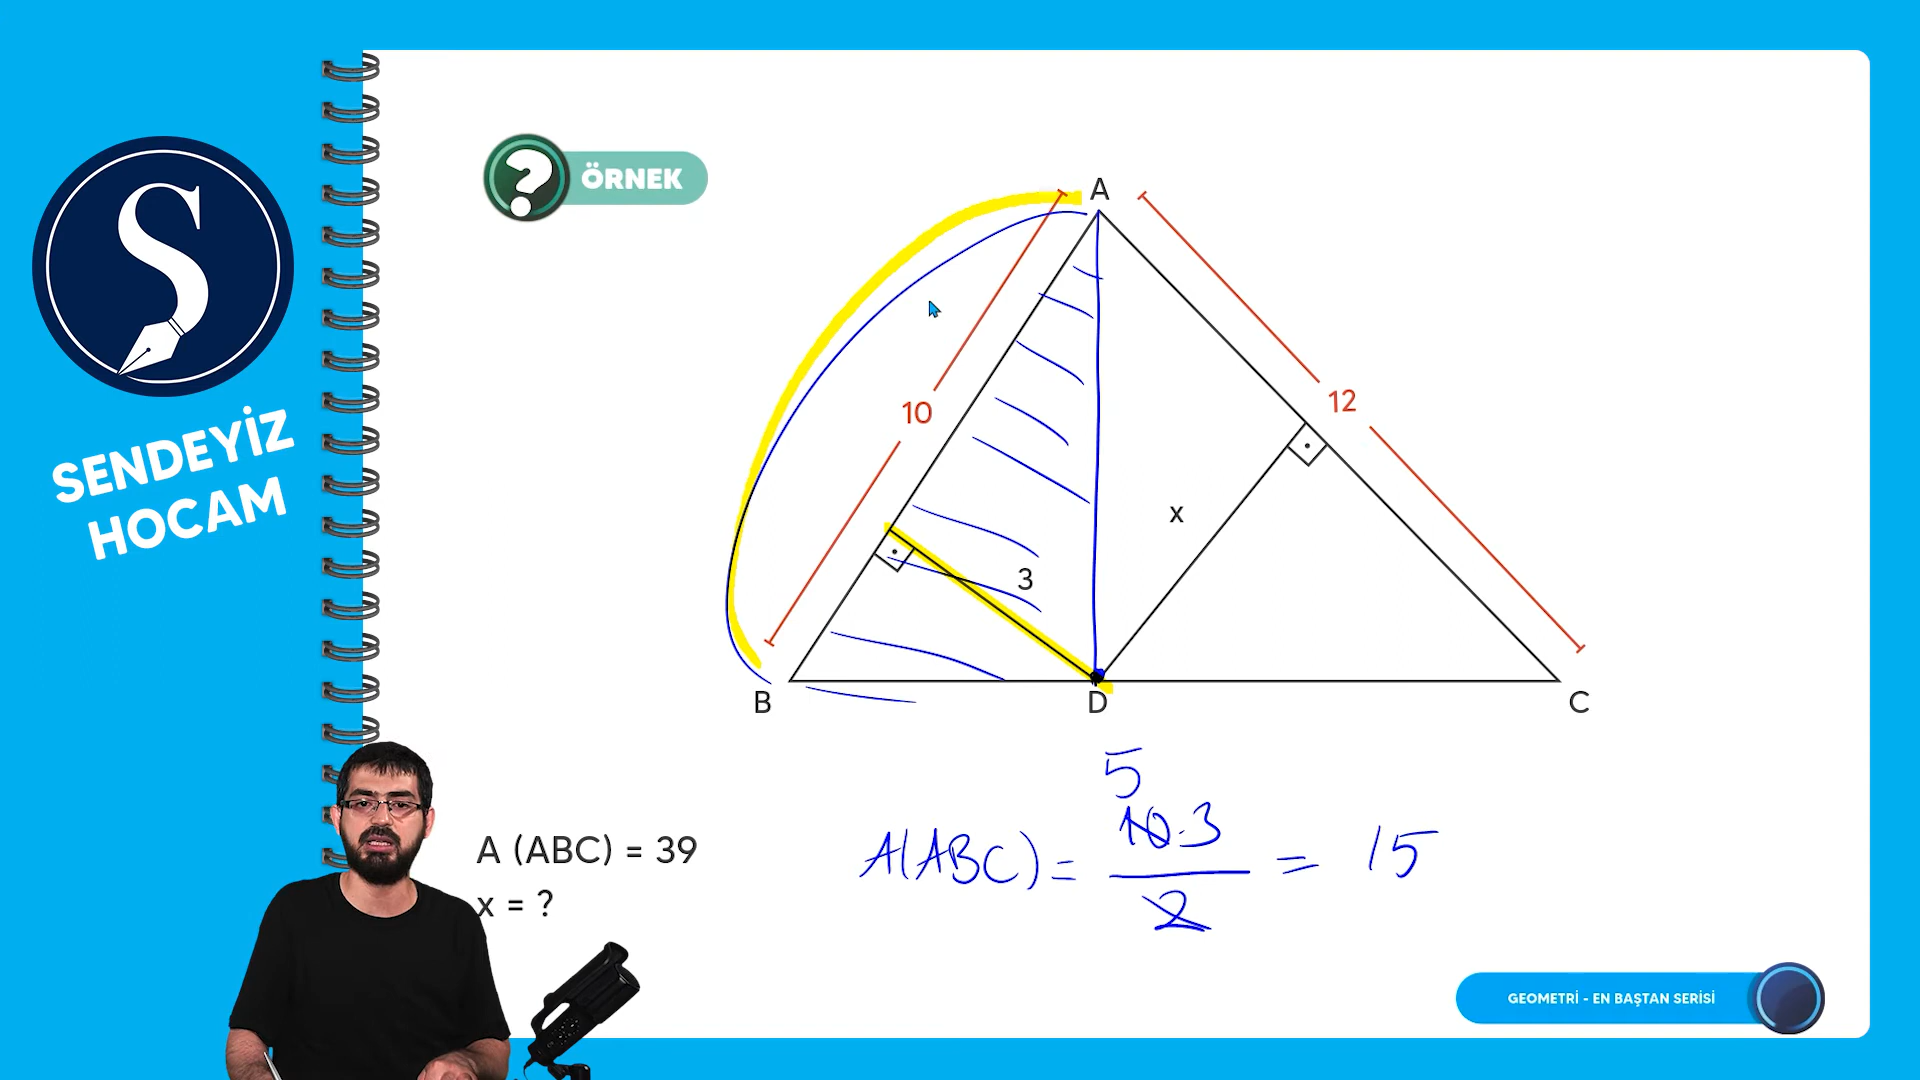 S
SENDEYİZ
HOCAM
? ÖRNEK
A
10
12
x
3
B
D
C
A (ABC) = 39
x = ?
5
A(ABC) = 10.3 / 2 = 15
GEOMETRİ - EN BAŞTAN SERİSİ